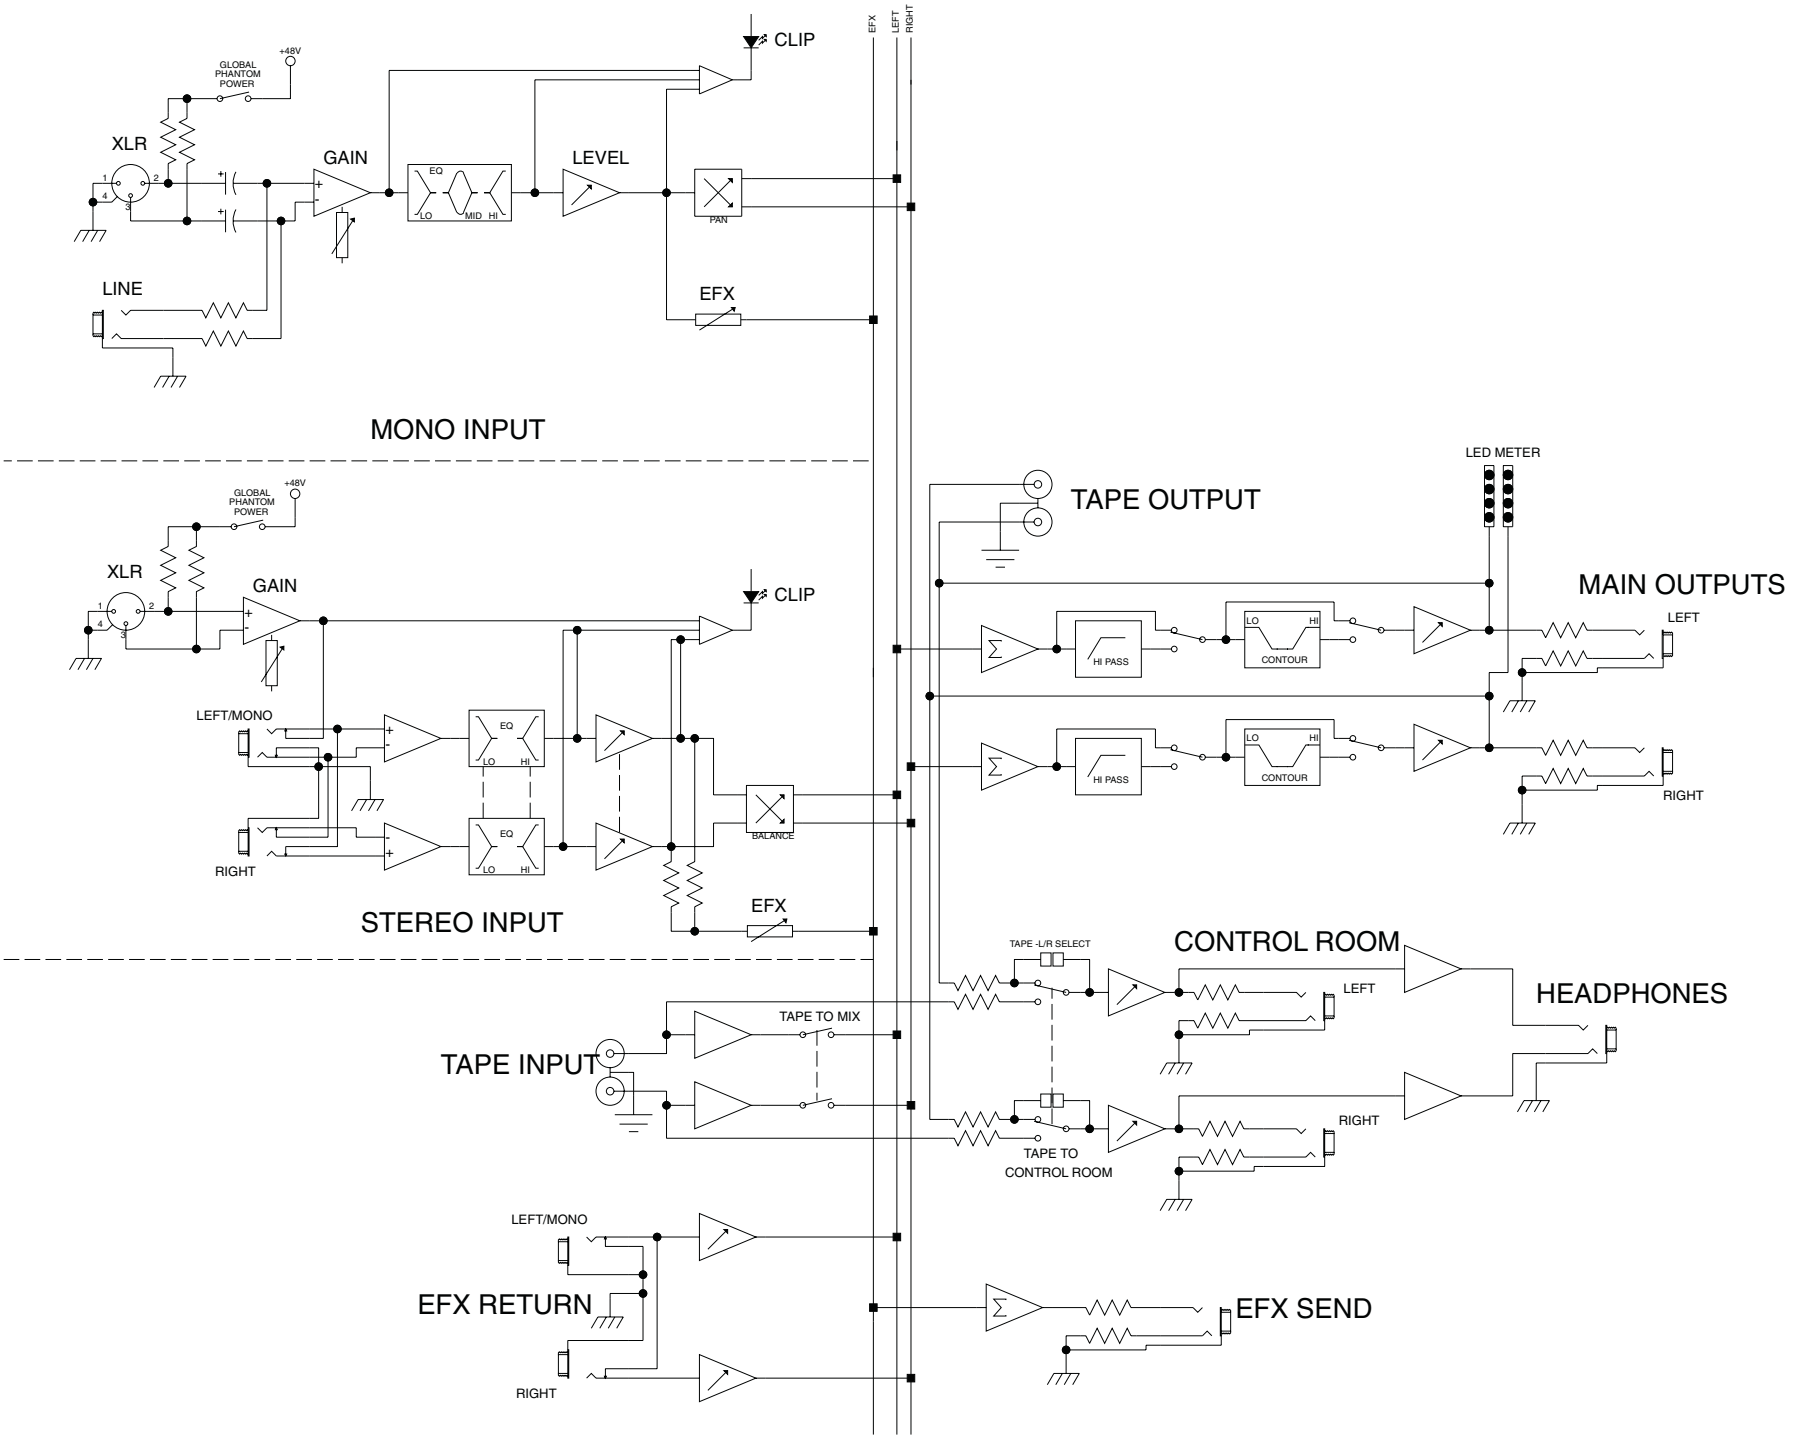 EFX
LEFT
RIGHT
CLIP
+48V
GLOBAL
PHANTOM
POWER
XLR
1
2
3
4
+
+
GAIN
+
-
EQ
LO
MID
HI
LEVEL
PAN
LINE
EFX
MONO INPUT
+48V
GLOBAL
PHANTOM
POWER
XLR
1
2
3
4
GAIN
+
-
CLIP
LEFT/MONO
+
-
EQ
LO
HI
BALANCE
-
+
EQ
LO
HI
RIGHT
EFX
STEREO INPUT
LED METER
TAPE OUTPUT
MAIN OUTPUTS
Σ
HI PASS
LO
HI
CONTOUR
LEFT
Σ
HI PASS
LO
HI
CONTOUR
RIGHT
TAPE -L/R SELECT
CONTROL ROOM
LEFT
HEADPHONES
TAPE TO MIX
TAPE INPUT
RIGHT
TAPE TO
CONTROL ROOM
LEFT/MONO
EFX RETURN
RIGHT
Σ
EFX SEND